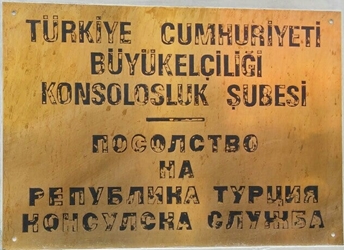 TÜRKİYE CUMHURİYETİ
BÜYÜKELÇİLİĞİ
KONSOLOSLUK ŞUBESİ
ПОСОЛСТВО
НА
РЕПУБЛИКА ТУРЦИЯ
КОНСУЛСКА СЛУЖБА